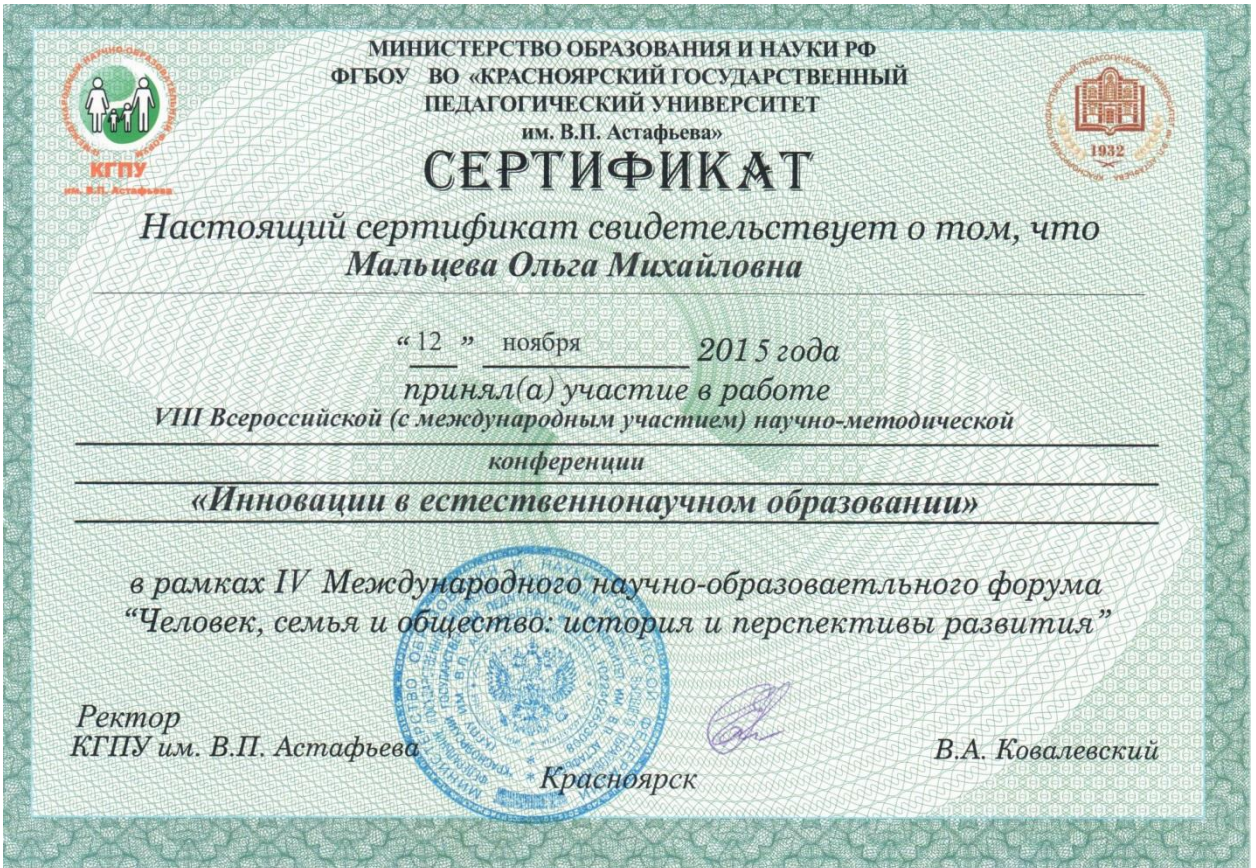 МИНИСТЕРСТВО ОБРАЗОВАНИЯ И НАУКИ РФ
ФГБОУ ВО «КРАСНОЯРСКИЙ ГОСУДАРСТВЕННЫЙ
ПЕДАГОГИЧЕСКИЙ УНИВЕРСИТЕТ
им. В.П. Астафьева»
КГПУ
им. В.П. Астафьева
1932
СЕРТИФИКАТ
Настоящий сертификат свидетельствует о том, что
Мальцева Ольга Михайловна
“12” ноября 2015 года
принял(а) участие в работе
VIII Всероссийской (с международным участием) научно-методической
конференции
«Инновации в естественнонаучном образовании»
в рамках IV Международного научно-образоваетльного форума
“Человек, семья и общество: история и перспективы развития”
Ректор
КГПУ им. В.П. Астафьева
В.А. Ковалевский
Красноярск